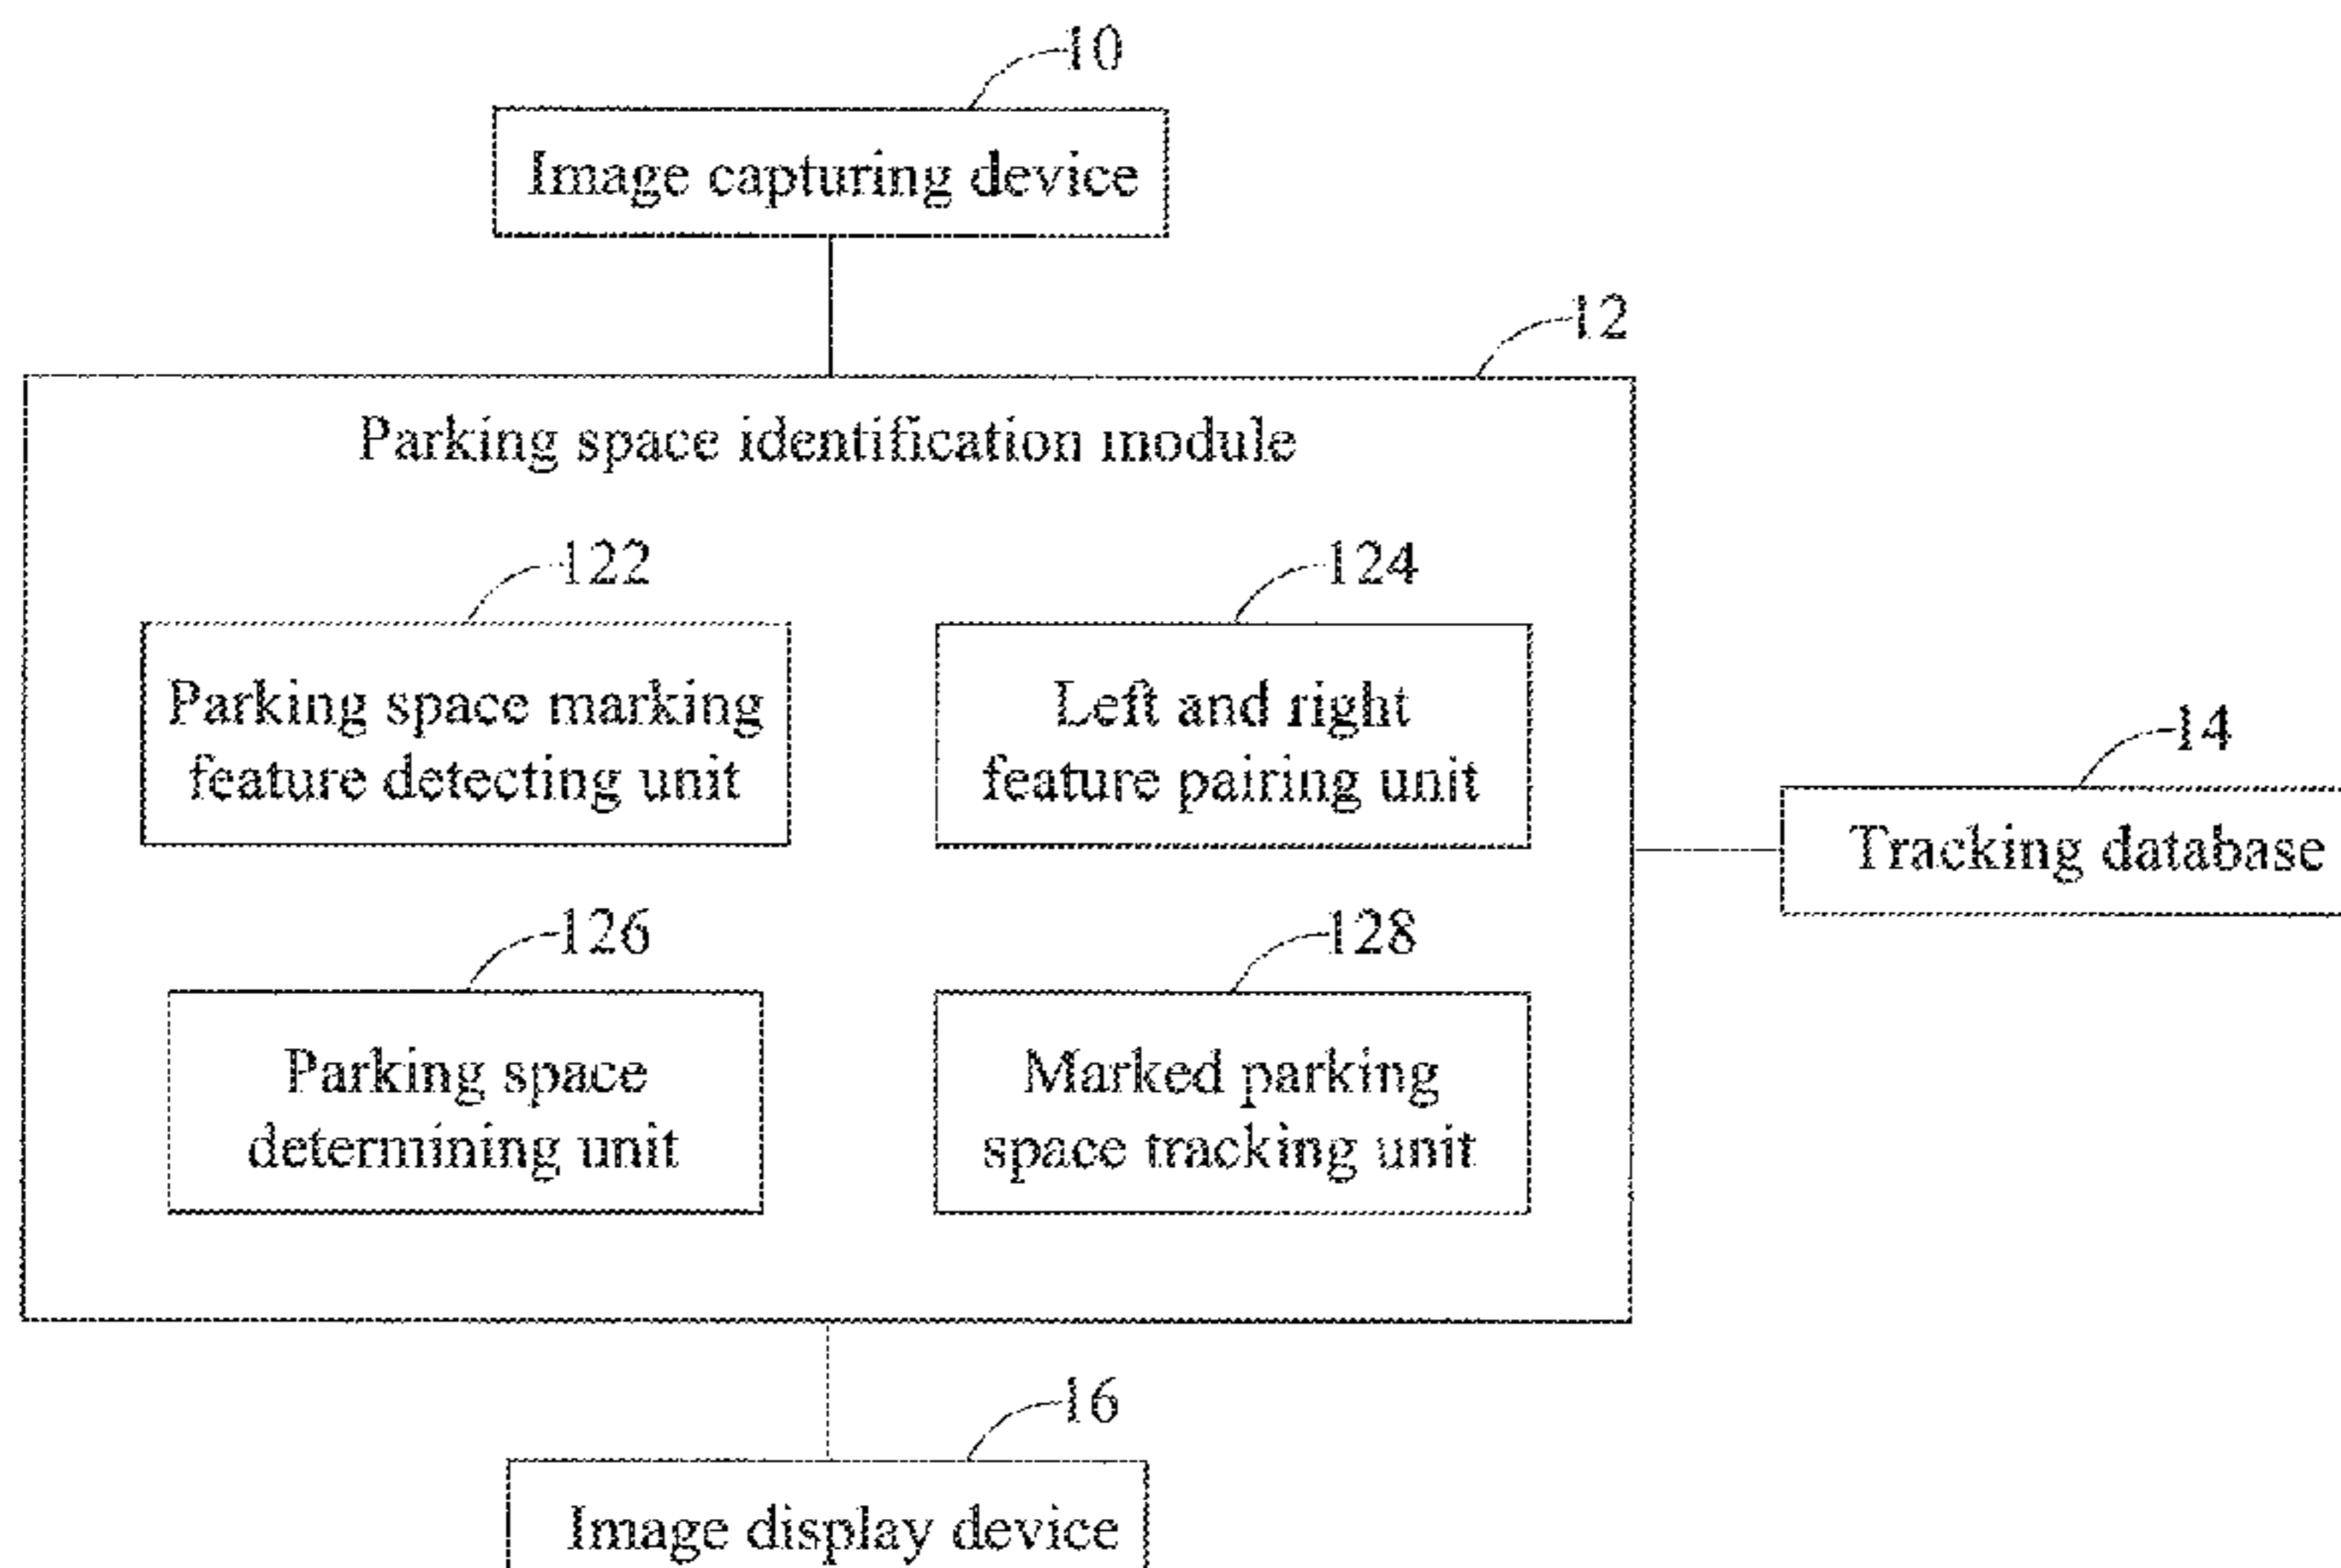 10
Image capturing device
12
Parking space identification module
122
124
Parking space marking
feature detecting unit
Left and right
feature pairing unit
14
Tracking database
126
128
Parking space
determining unit
Marked parking
space tracking unit
16
Image display device